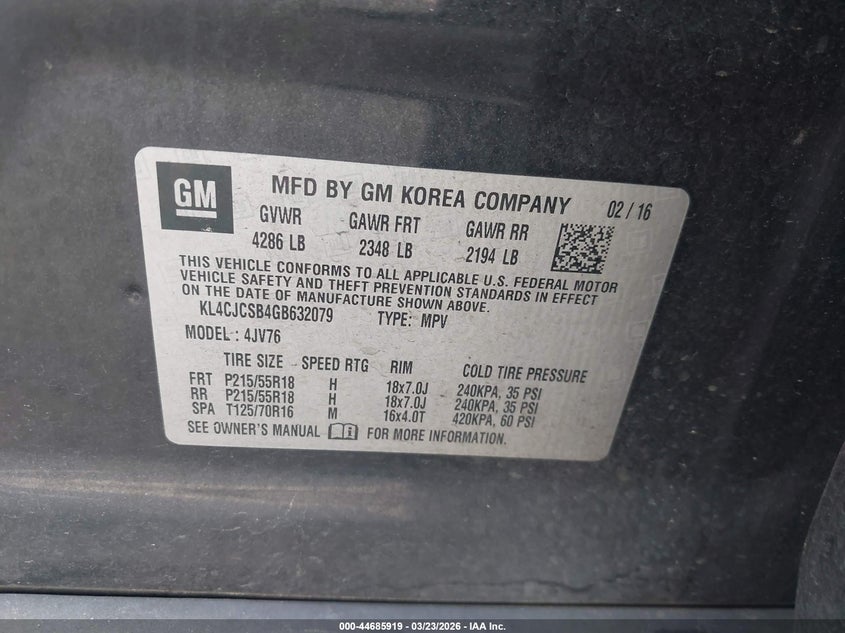 GM
MFD BY GM KOREA COMPANY 02 / 16
GVWR GAWR FRT GAWR RR
4286 LB 2348 LB 2194 LB
THIS VEHICLE CONFORMS TO ALL APPLICABLE U.S. FEDERAL MOTOR
VEHICLE SAFETY AND THEFT PREVENTION STANDARDS IN EFFECT
ON THE DATE OF MANUFACTURE SHOWN ABOVE.
KL4CJCSB4GB632079 TYPE: MPV
MODEL : 4JV76
TIRE SIZE SPEED RTG RIM COLD TIRE PRESSURE
FRT P215/55R18 H 18x7.0J 240KPA, 35 PSI
RR P215/55R18 H 18x7.0J 240KPA, 35 PSI
SPA T125/70R16 M 16x4.0T 420KPA, 60 PSI
SEE OWNER'S MANUAL FOR MORE INFORMATION.
000-44685919 - 03/23/2026 - IAA Inc.